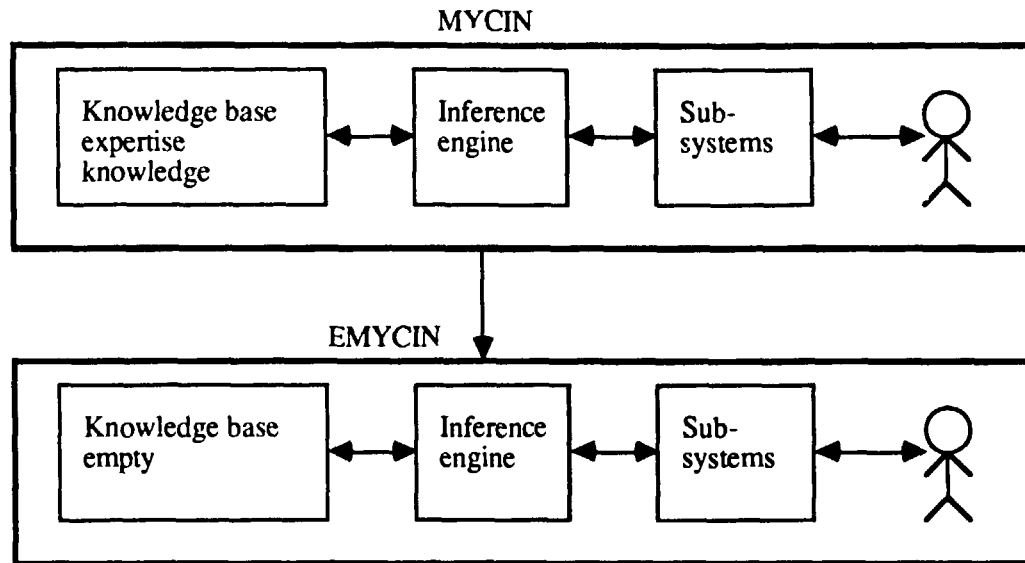 MYCIN
Knowledge base
expertise
knowledge
Inference
engine
Sub-
systems
EMYCIN
Knowledge base
empty
Inference
engine
Sub-
systems